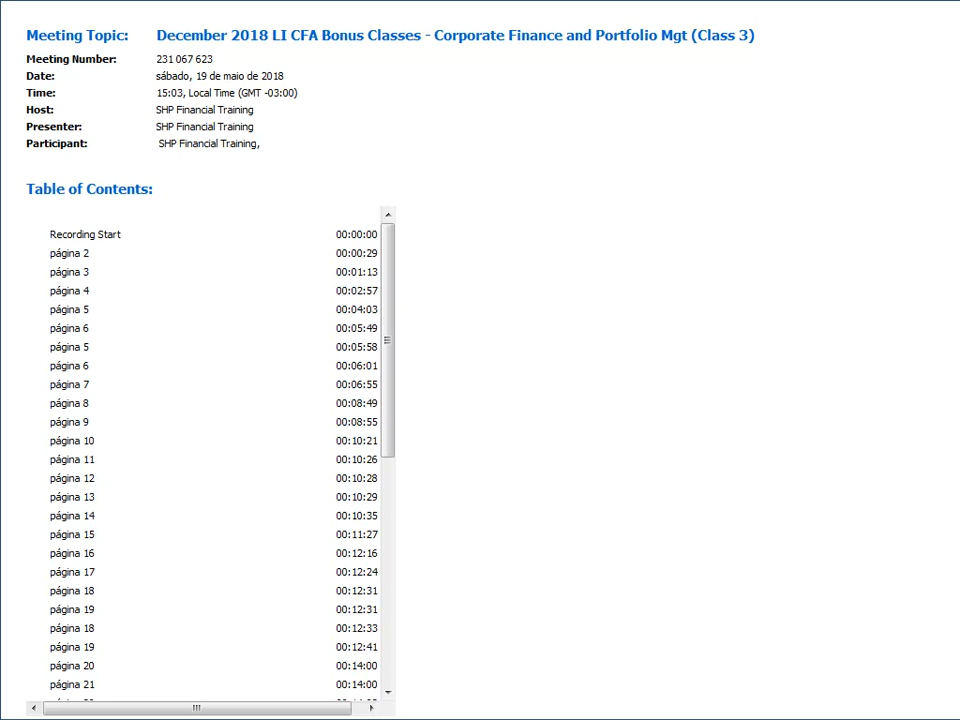 Meeting Topic: December 2018 LI CFA Bonus Classes - Corporate Finance and Portfolio Mgt (Class 3)
Meeting Number: 231 067 623
Date: sábado, 19 de maio de 2018
Time: 15:03, Local Time (GMT -03:00)
Host: SHP Financial Training
Presenter: SHP Financial Training
Participant: SHP Financial Training,
Table of Contents:
Recording Start 00:00:00
página 2 00:00:29
página 3 00:01:13
página 4 00:02:57
página 5 00:04:03
página 6 00:05:49
página 5 00:05:58
página 6 00:06:01
página 7 00:06:55
página 8 00:08:49
página 9 00:08:55
página 10 00:10:21
página 11 00:10:26
página 12 00:10:28
página 13 00:10:29
página 14 00:10:35
página 15 00:11:27
página 16 00:12:16
página 17 00:12:24
página 18 00:12:31
página 19 00:12:31
página 18 00:12:33
página 19 00:12:41
página 20 00:14:00
página 21 00:14:00